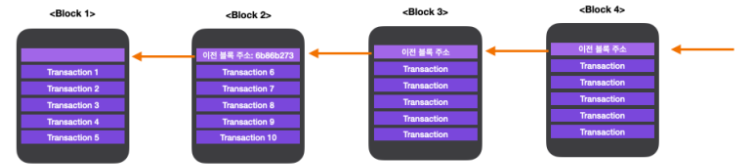 <Block 1>
Transaction 1
Transaction 2
Transaction 3
Transaction 4
Transaction 5
<Block 2>
이전 블록 주소: 6b86b273
Transaction 6
Transaction 7
Transaction 8
Transaction 9
Transaction 10
<Block 3>
이전 블록 주소
Transaction
Transaction
Transaction
Transaction
Transaction
<Block 4>
이전 블록 주소
Transaction
Transaction
Transaction
Transaction
Transaction